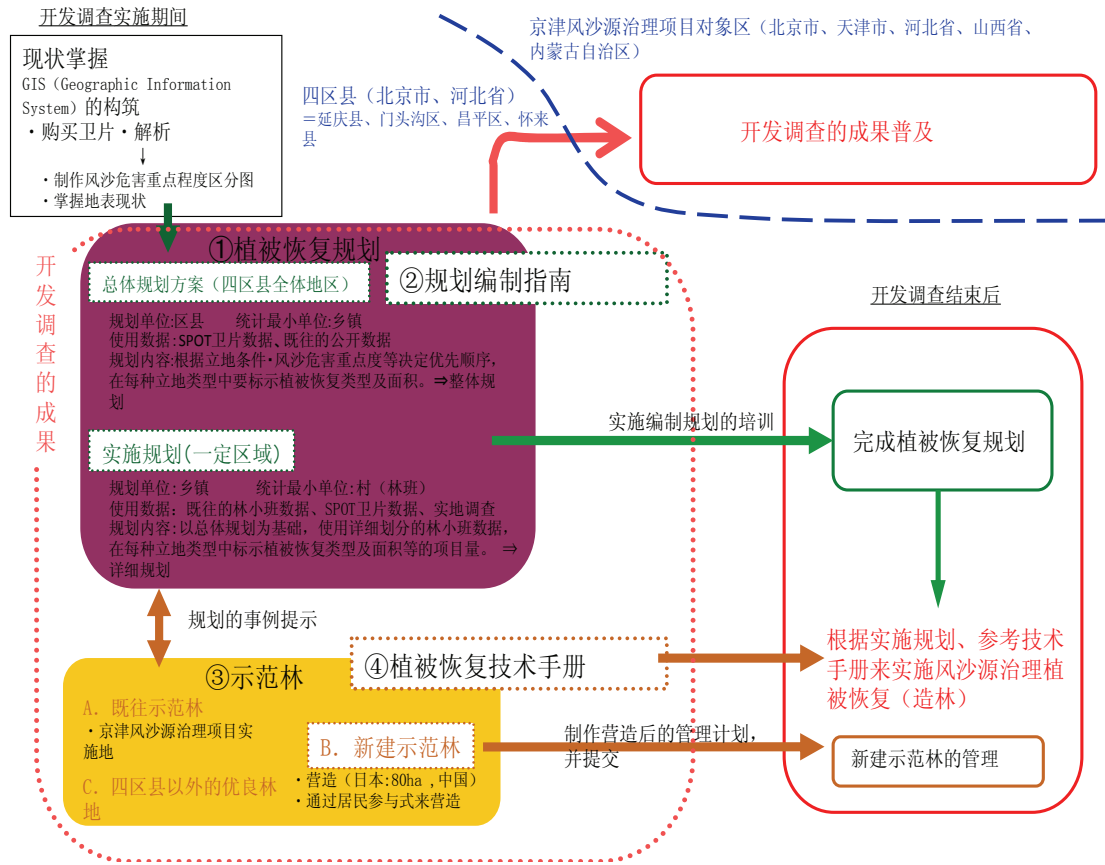 开发调查实施期间
现状掌握
GIS（Geographic Information
System）的构筑
・购买卫片・解析
↓
・制作风沙危害重点程度区分图
・掌握地表现状
京津风沙源治理项目对象区（北京市、天津市、河北省、山西省、
内蒙古自治区）
四区县（北京市、河北省）
＝延庆县、门头沟区、昌平区、怀来
县
开发调查的成果普及
开发调查的成果
①植被恢复规划
②规划编制指南
总体规划方案（四区县全体地区）
规划单位:区县　　统计最小单位:乡镇
使用数据:SPOT卫片数据、既往的公开数据
规划内容:根据立地条件・风沙危害重点度等决定优先顺序，
在每种立地类型中要标示植被恢复类型及面积。⇒整体规
划
实施规划(一定区域)
规划单位:乡镇　　　统计最小单位:村（林班）
使用数据：既往的林小班数据、SPOT卫片数据、实地调查
规划内容:以总体规划为基础，使用详细划分的林小班数据，
在每种立地类型中标示植被恢复类型及面积等的项目量。 ⇒
详细规划
实施编制规划的培训
开发调查结束后
完成植被恢复规划
规划的事例提示
③示范林
④植被恢复技术手册
A. 既往示范林
・京津风沙源治理项目实
施地
B. 新建示范林
C. 四区县以外的优良林
地
・营造（日本:80ha ,中国）
・通过居民参与式来营造
制作营造后的管理计划，
并提交
根据实施规划、参考技术
手册来实施风沙源治理植
被恢复（造林）
新建示范林的管理